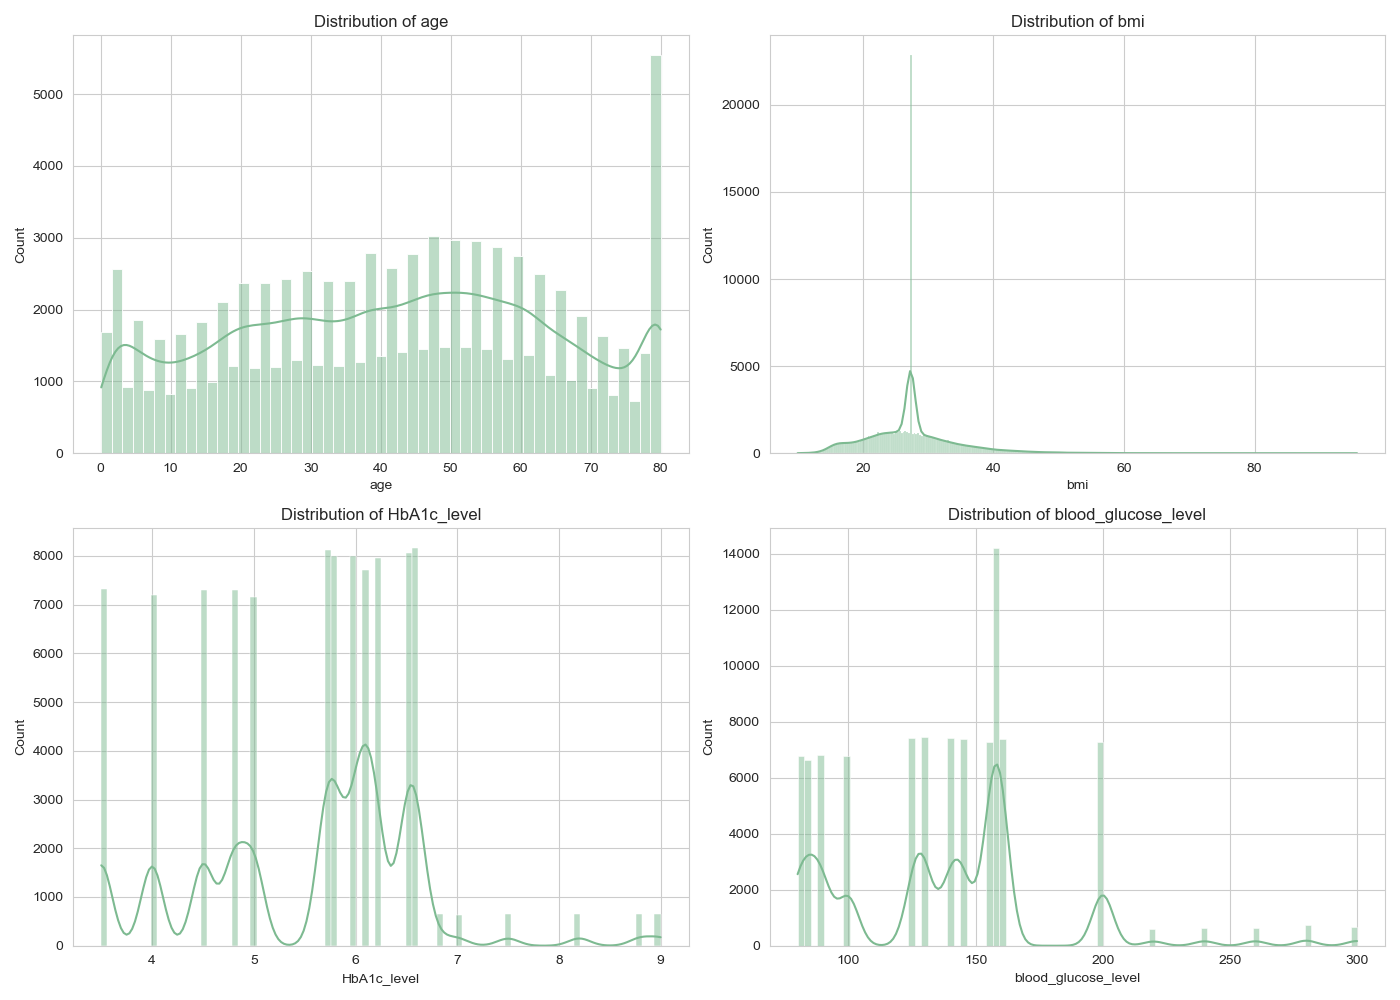 Distribution of age
Distribution of bmi
5000
4000
3000
2000
1000
0
Count
0 10 20 30 40 50 60 70 80
age
20000
15000
10000
5000
0
Count
20 40 60 80
bmi
Distribution of HbA1c_level
Distribution of blood_glucose_level
8000
7000
6000
5000
4000
3000
2000
1000
0
Count
4 5 6 7 8 9
HbA1c_level
14000
12000
10000
8000
6000
4000
2000
0
Count
100 150 200 250 300
blood_glucose_level